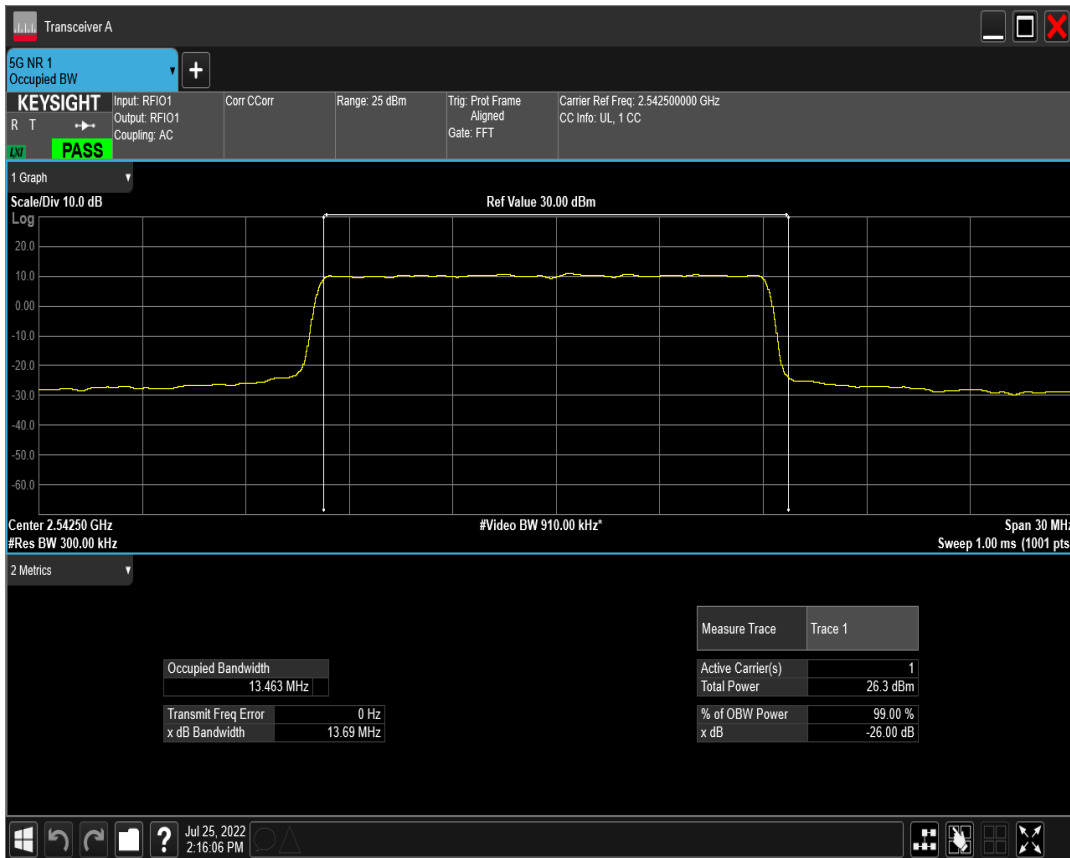 Transceiver A
5G NR 1
Occupied BW
+
KEYSIGHT
R T
LXI
PASS
Input: RFIO1
Output: RFIO1
Coupling: AC
Corr CCorr
Range: 25 dBm
Trig: Prot Frame
Aligned
Gate: FFT
Carrier Ref Freq: 2.542500000 GHz
CC Info: UL, 1 CC
1 Graph
Scale/Div 10.0 dB
Ref Value 30.00 dBm
Log
20.0
10.0
0.00
-10.0
-20.0
-30.0
-40.0
-50.0
-60.0
Center 2.54250 GHz
#Video BW 910.00 kHz*
Span 30 MHz
#Res BW 300.00 kHz
Sweep 1.00 ms (1001 pts
2 Metrics
Measure Trace Trace 1
Occupied Bandwidth
13.463 MHz
Active Carrier(s) 1
Total Power 26.3 dBm
Transmit Freq Error 0 Hz
x dB Bandwidth 13.69 MHz
% of OBW Power 99.00 %
x dB -26.00 dB
?
Jul 25, 2022
2:16:06 PM